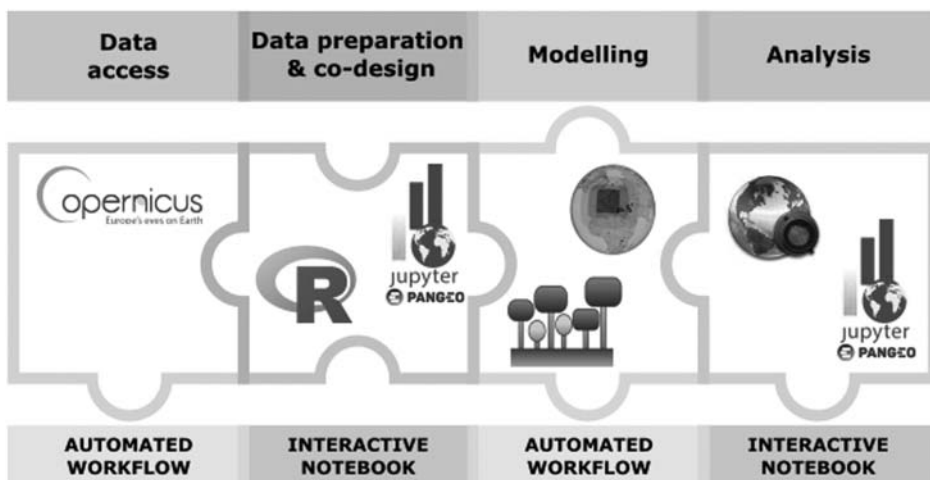 Data
access
Data preparation
& co-design
Modelling
Analysis
opernicus
Europe's eyes on Earth
R
jupyter
PANGEO
jupyter
PANGEO
AUTOMATED
WORKFLOW
INTERACTIVE
NOTEBOOK
AUTOMATED
WORKFLOW
INTERACTIVE
NOTEBOOK